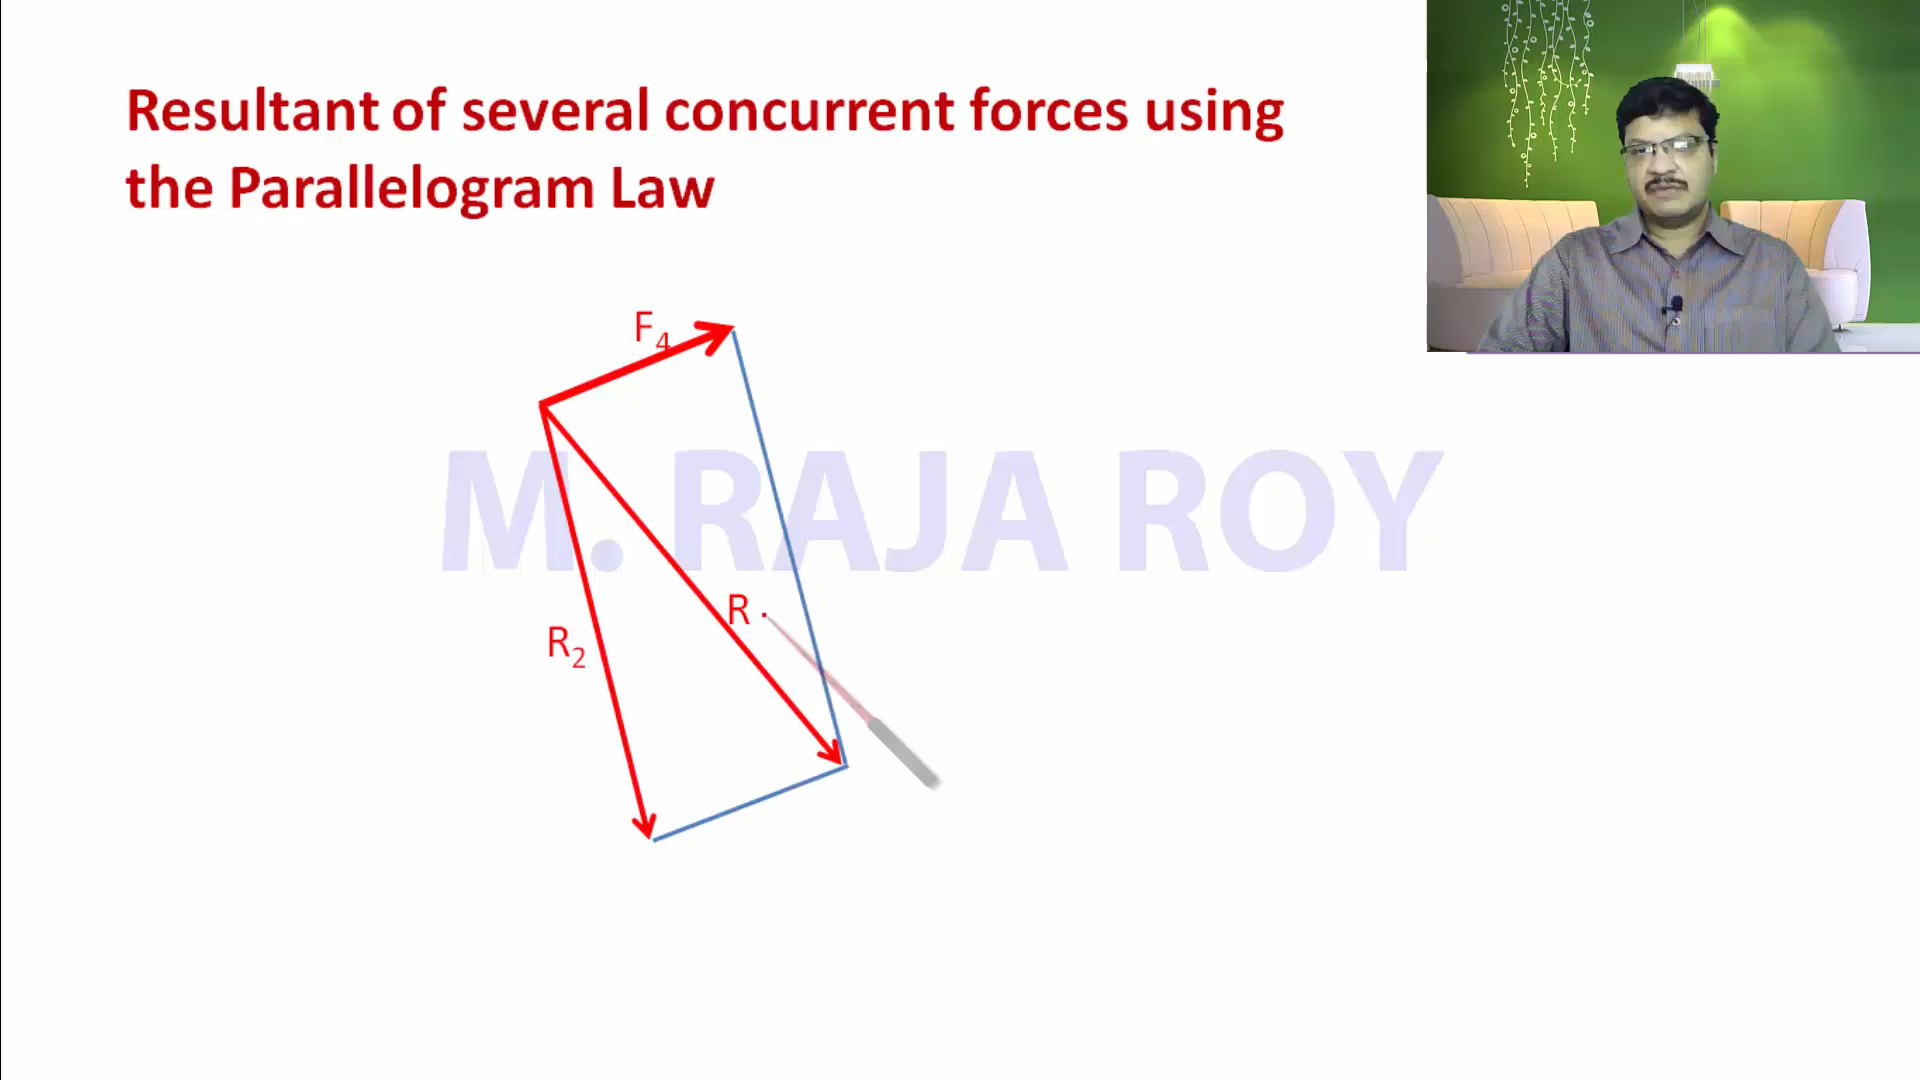 Resultant of several concurrent forces using
the Parallelogram Law
F₄
M. RAJA ROY
R
R₂